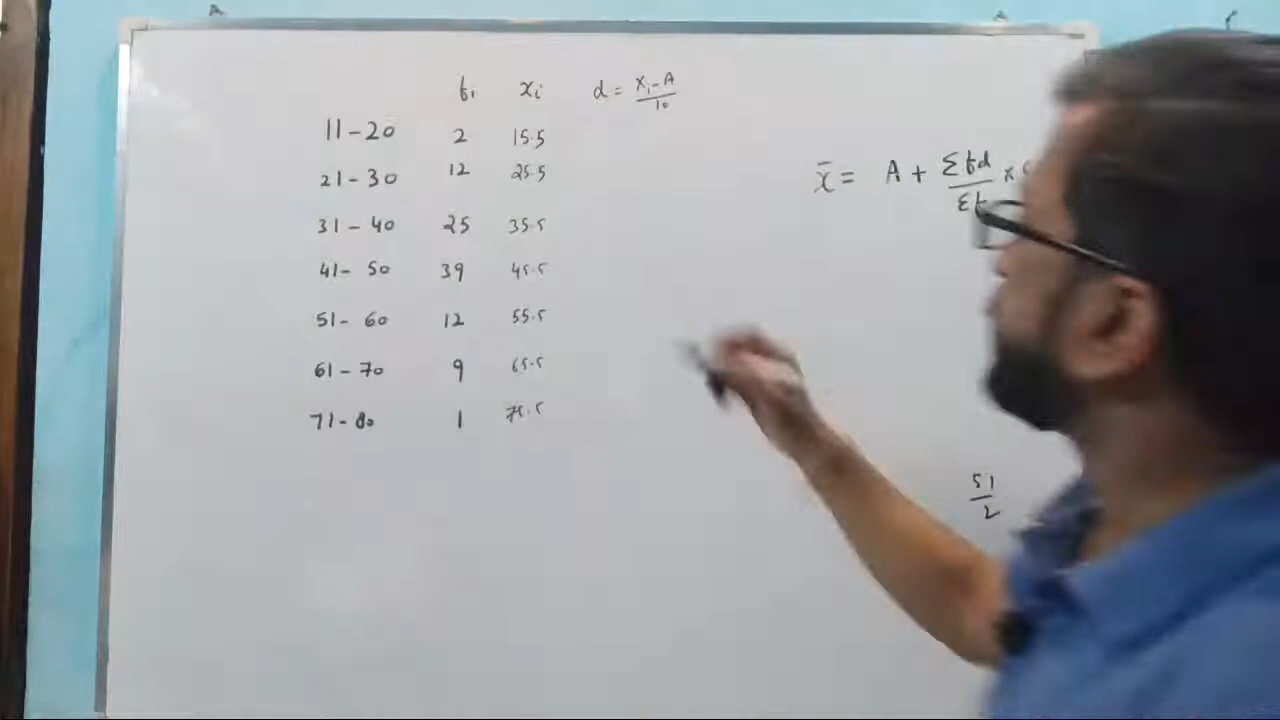 fi xi d = xi - A / 10
11 - 20 2 15.5
21 - 30 12 25.5
31 - 40 25 35.5
41 - 50 39 45.5
51 - 60 12 55.5
61 - 70 9 65.5
71 - 80 1 75.5
x̄ = A + Σfd / Σf ×
51 / 2